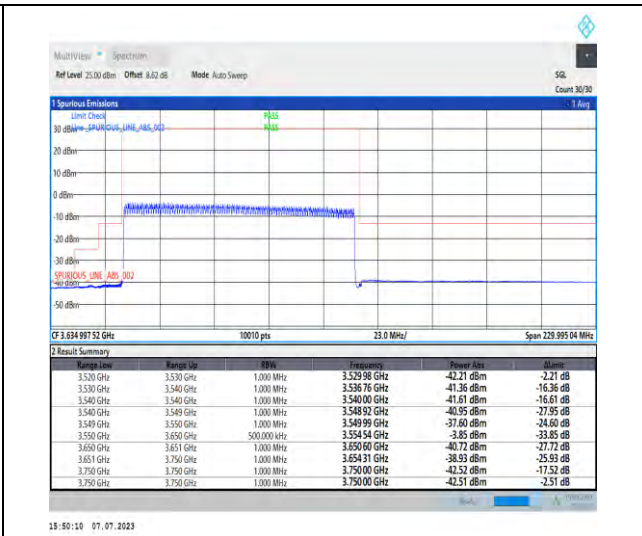 MultiView Spectrum
Ref Level 25.00 dBm Offset 8.62 dB Mode Auto Sweep SGL
Count 30/30
1 Spurious Emissions 1 Avg
Limit Check PASS
30 dBm Line _SPURIOUS_LINE_ABS_002 PASS
20 dBm
10 dBm
0 dBm
-10 dBm
-20 dBm
-30 dBm
SPURIOUS_LINE_ABS_002
-40 dBm
-50 dBm
CF 3.634 997 52 GHz 10010 pts 23.0 MHz/ Span 229.995 04 MHz
2 Result Summary
Range Low Range Up RBW Frequency Power Abs ΔLimit
3.520 GHz 3.530 GHz 1.000 MHz 3.529 98 GHz -42.21 dBm -2.21 dB
3.530 GHz 3.540 GHz 1.000 MHz 3.536 76 GHz -41.36 dBm -16.36 dB
3.540 GHz 3.540 GHz 1.000 MHz 3.540 00 GHz -41.61 dBm -16.61 dB
3.540 GHz 3.549 GHz 1.000 MHz 3.548 92 GHz -40.95 dBm -27.95 dB
3.549 GHz 3.550 GHz 1.000 MHz 3.549 999 GHz -37.60 dBm -24.60 dB
3.550 GHz 3.650 GHz 500.000 kHz 3.554 54 GHz -3.85 dBm -33.85 dB
3.650 GHz 3.651 GHz 1.000 MHz 3.650 60 GHz -40.72 dBm -27.72 dB
3.651 GHz 3.750 GHz 1.000 MHz 3.654 31 GHz -38.93 dBm -25.93 dB
3.750 GHz 3.750 GHz 1.000 MHz 3.750 00 GHz -42.52 dBm -17.52 dB
3.750 GHz 3.750 GHz 1.000 MHz 3.750 00 GHz -42.51 dBm -2.51 dB
15:50:10 07.07.2023